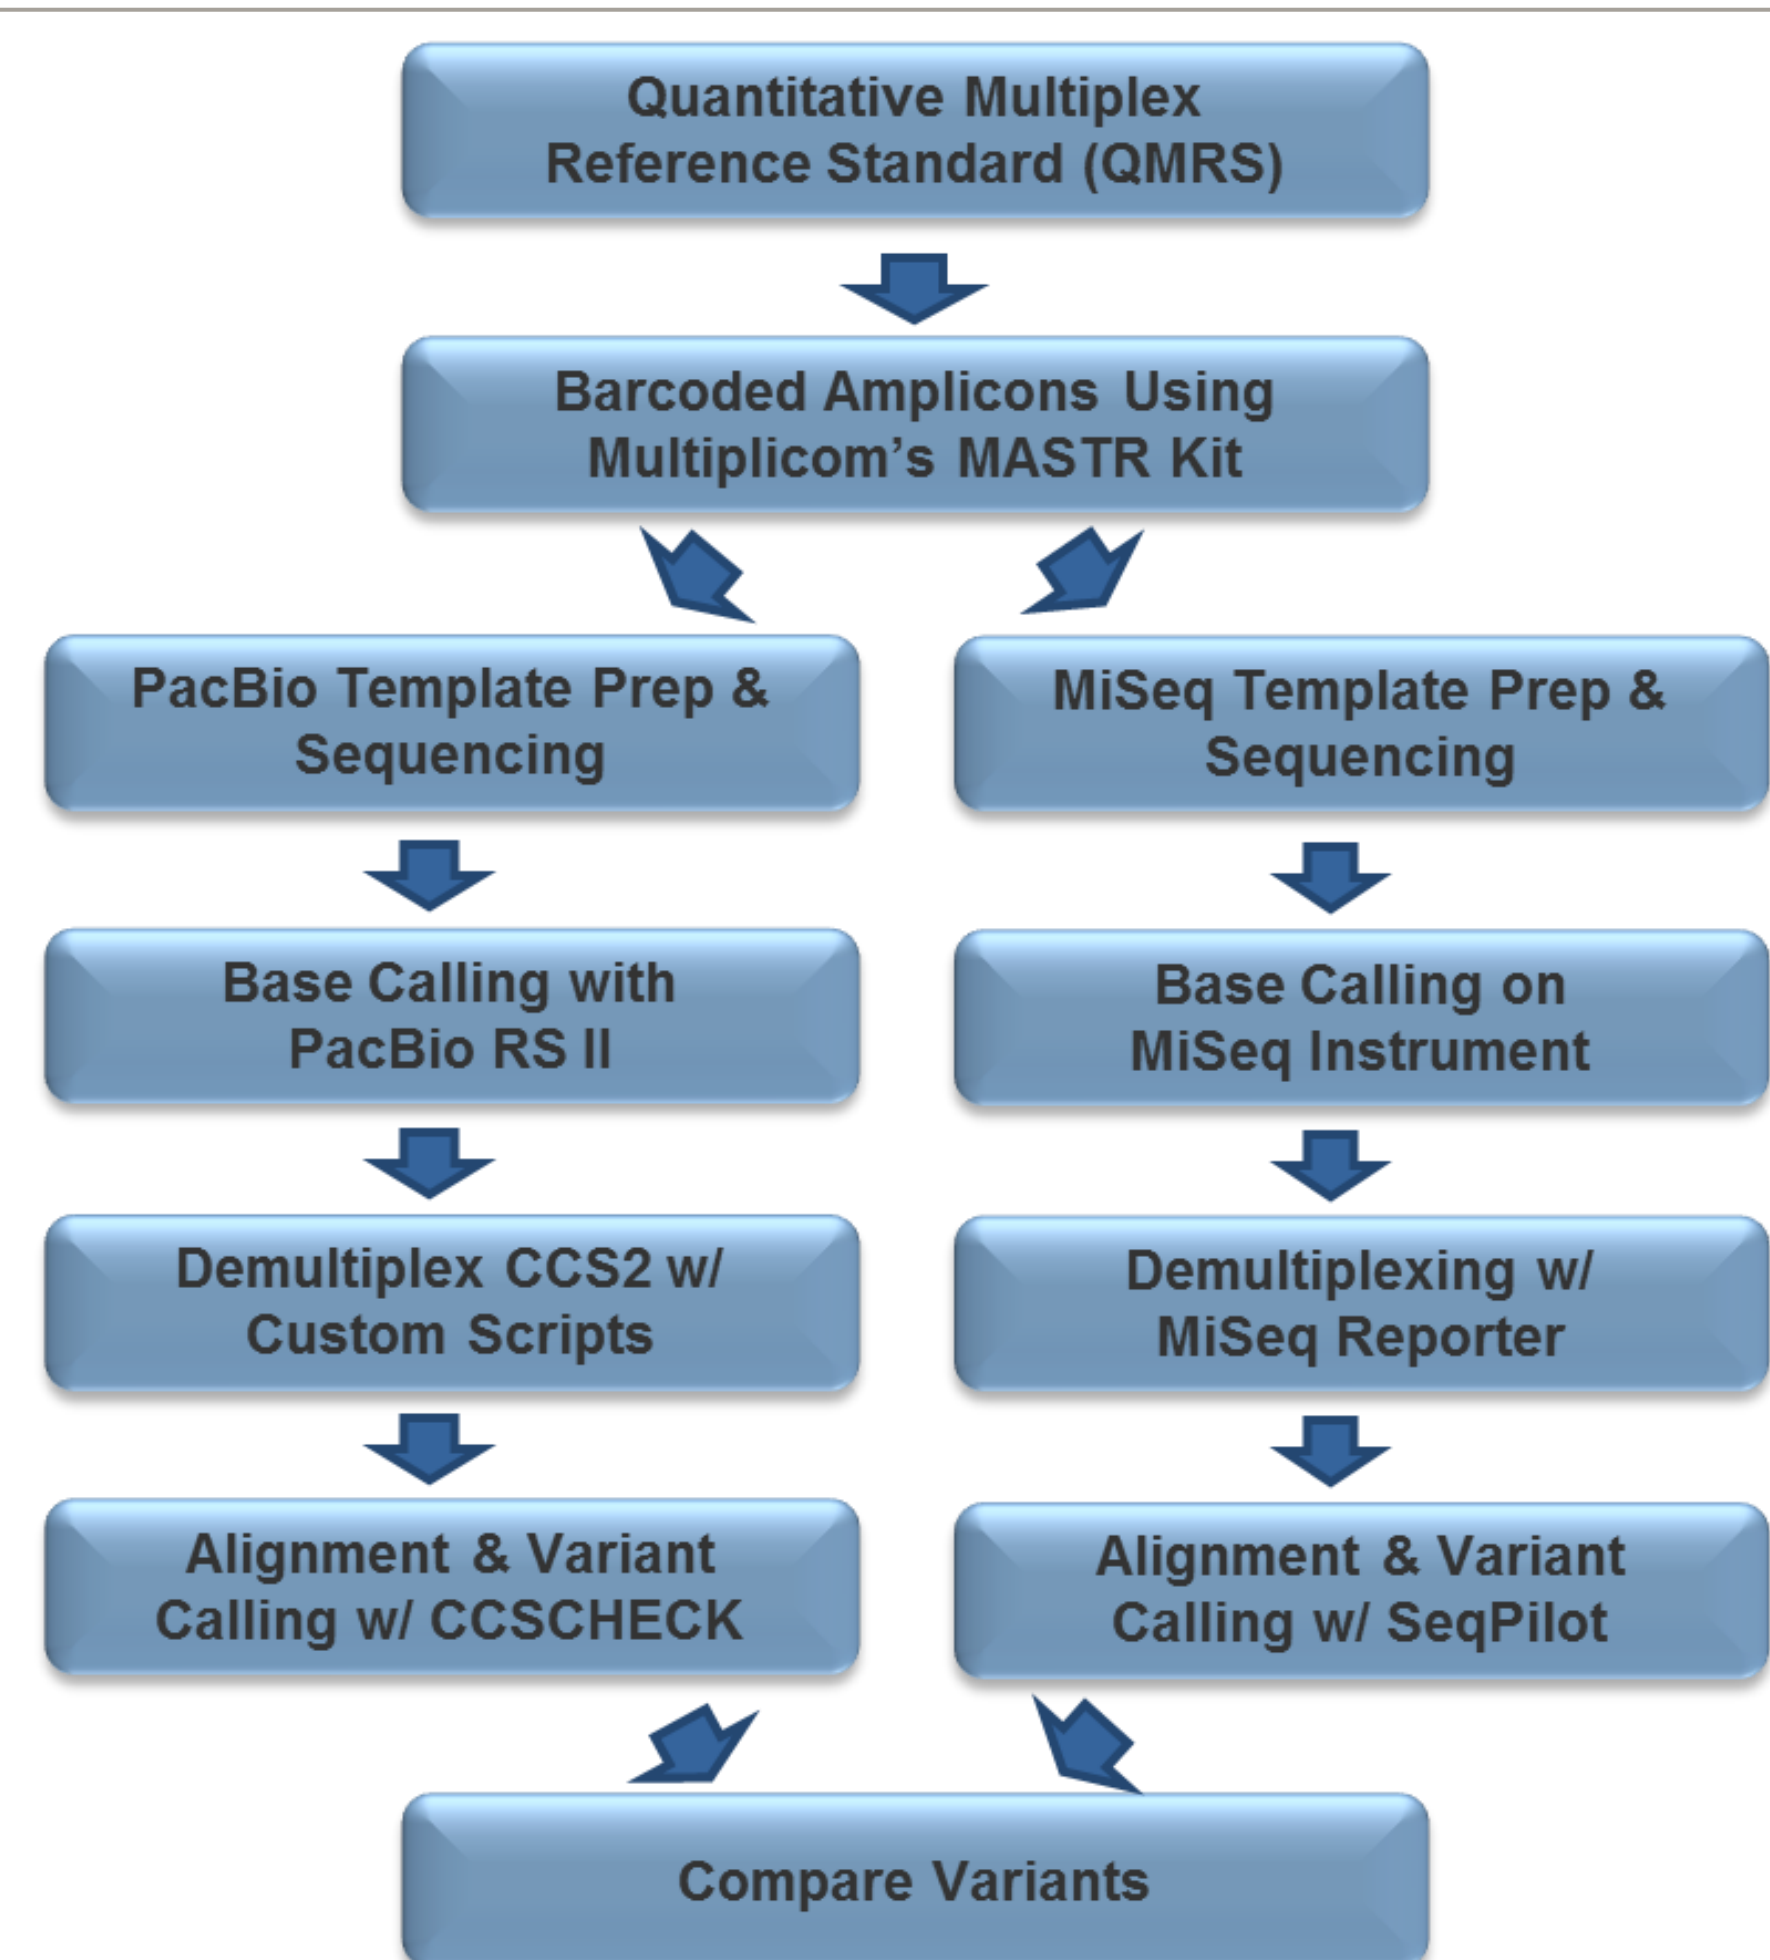 Quantitative Multiplex
Reference Standard (QMRS)
Barcoded Amplicons Using
Multiplicom's MASTR Kit
PacBio Template Prep &
Sequencing
MiSeq Template Prep &
Sequencing
Base Calling with
PacBio RS II
Base Calling on
MiSeq Instrument
Demultiplex CCS2 w/
Custom Scripts
Demultiplexing w/
MiSeq Reporter
Alignment & Variant
Calling w/ CCSCHECK
Alignment & Variant
Calling w/ SeqPilot
Compare Variants